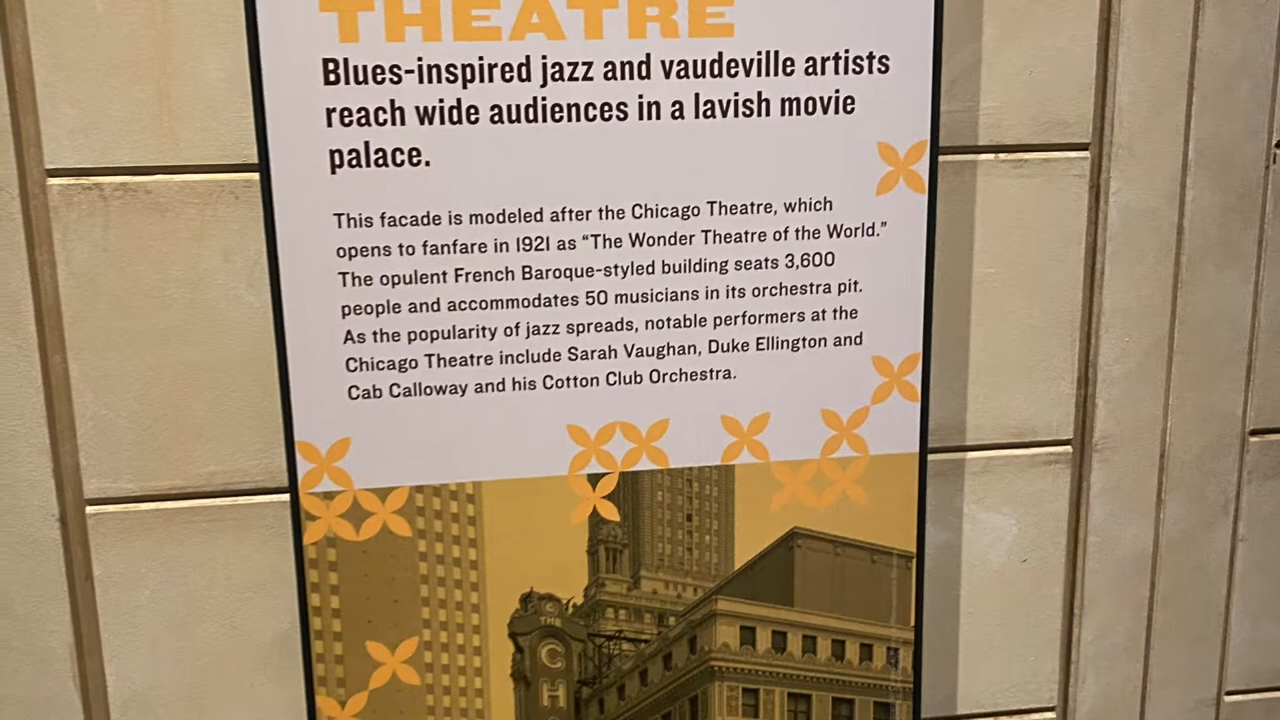 THEATRE
Blues-inspired jazz and vaudeville artists
reach wide audiences in a lavish movie
palace.
This facade is modeled after the Chicago Theatre, which
opens to fanfare in 1921 as “The Wonder Theatre of the World.”
The opulent French Baroque-styled building seats 3,600
people and accommodates 50 musicians in its orchestra pit.
As the popularity of jazz spreads, notable performers at the
Chicago Theatre include Sarah Vaughan, Duke Ellington and
Cab Calloway and his Cotton Club Orchestra.
THE
C
H